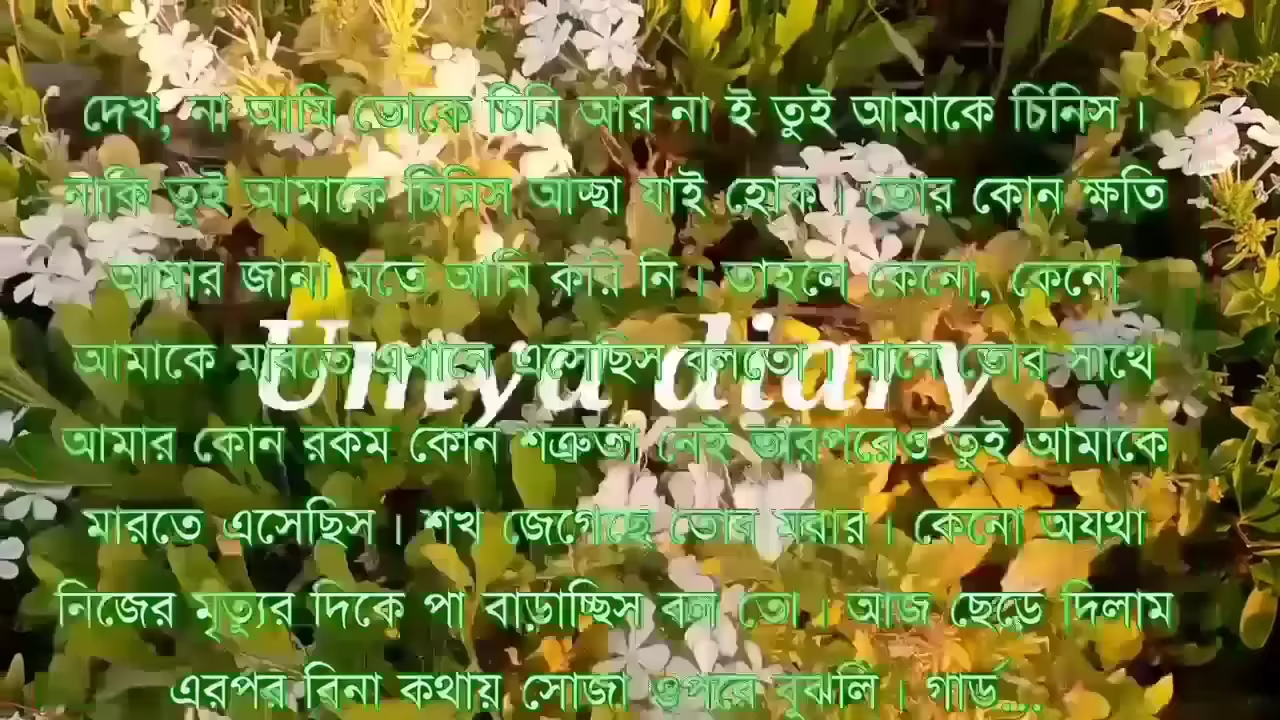 দেখ, না আমি তোকে চিনি আর না ই তুই আমাকে চিনিস ।
নাকি তুই আমাকে চিনিস আচ্ছা যাই হোক । তোর কোন ক্ষতি
আমার জানা মতে আমি করি নি । তাহলে কেনো, কেনো
আমাকে মারতে এখানে এসেছিস বলতো । মানে তোর সাথে
diary
আমার কোন রকম কোন শত্রুতা নেই তারপরেও তুই আমাকে
মারতে এসেছিস । শখ জেগেছে তোর মরার । কেনো অযথা
নিজের মৃত্যুর দিকে পা বাড়াচ্ছিস বল তো । আজ ছেড়ে দিলাম
এরপর বিনা কথায় সোজা ওপরে বুঝলি । গার্ড...